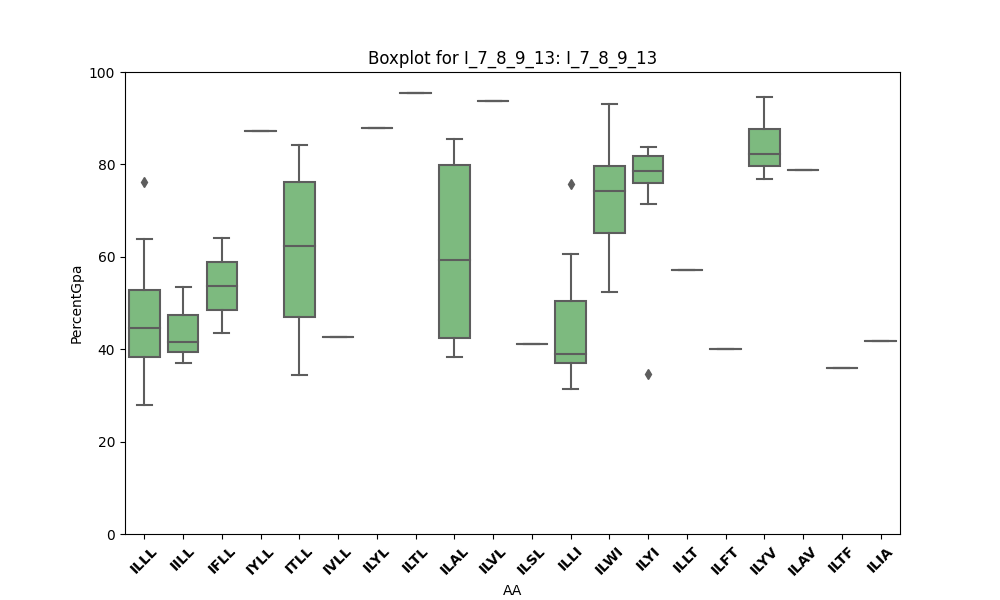 Boxplot for I_7_8_9_13: I_7_8_9_13
PercentGpa
100
80
60
40
20
0
ILLL IILL IFLL IYLL ITLL IVLL ILYL ILTL ILAL ILVL ILSL ILLI ILWI ILYI ILLT ILFT ILYV ILAV ILTF ILIA
AA